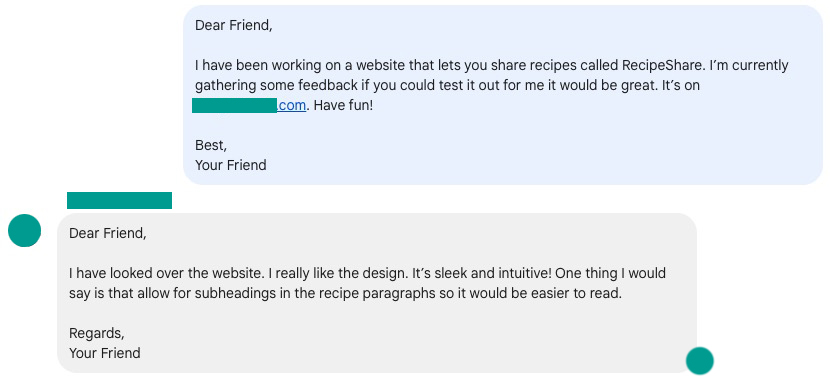 Dear Friend,
I have been working on a website that lets you share recipes called RecipeShare. I'm currently
gathering some feedback if you could test it out for me it would be great. It's on
.com. Have fun!
Best,
Your Friend
Dear Friend,
I have looked over the website. I really like the design. It's sleek and intuitive! One thing I would
say is that allow for subheadings in the recipe paragraphs so it would be easier to read.
Regards,
Your Friend